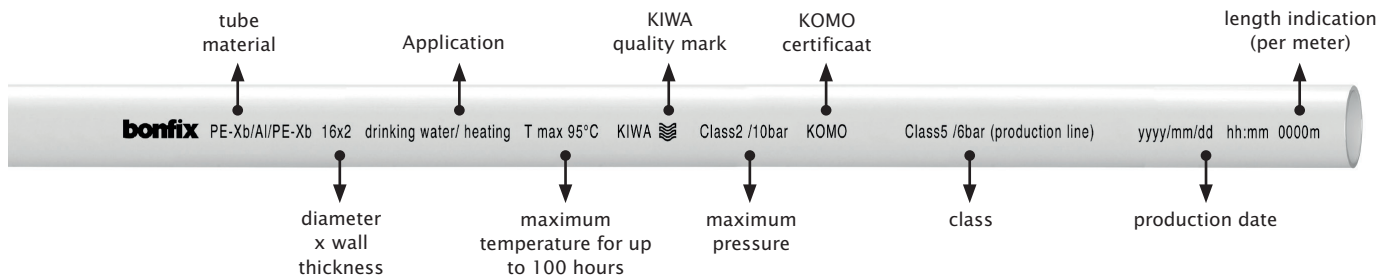 tube
material
Application
KIWA
quality mark
KOMO
certificaat
length indication
(per meter)
bonfix PE-Xb/Al/PE-Xb 16x2 drinking water/ heating T max 95°C KIWA Class2 /10bar KOMO Class5 /6bar (production line) yyyy/mm/dd hh:mm 0000m
diameter
x wall
thickness
maximum
temperature for up
to 100 hours
maximum
pressure
class
production date